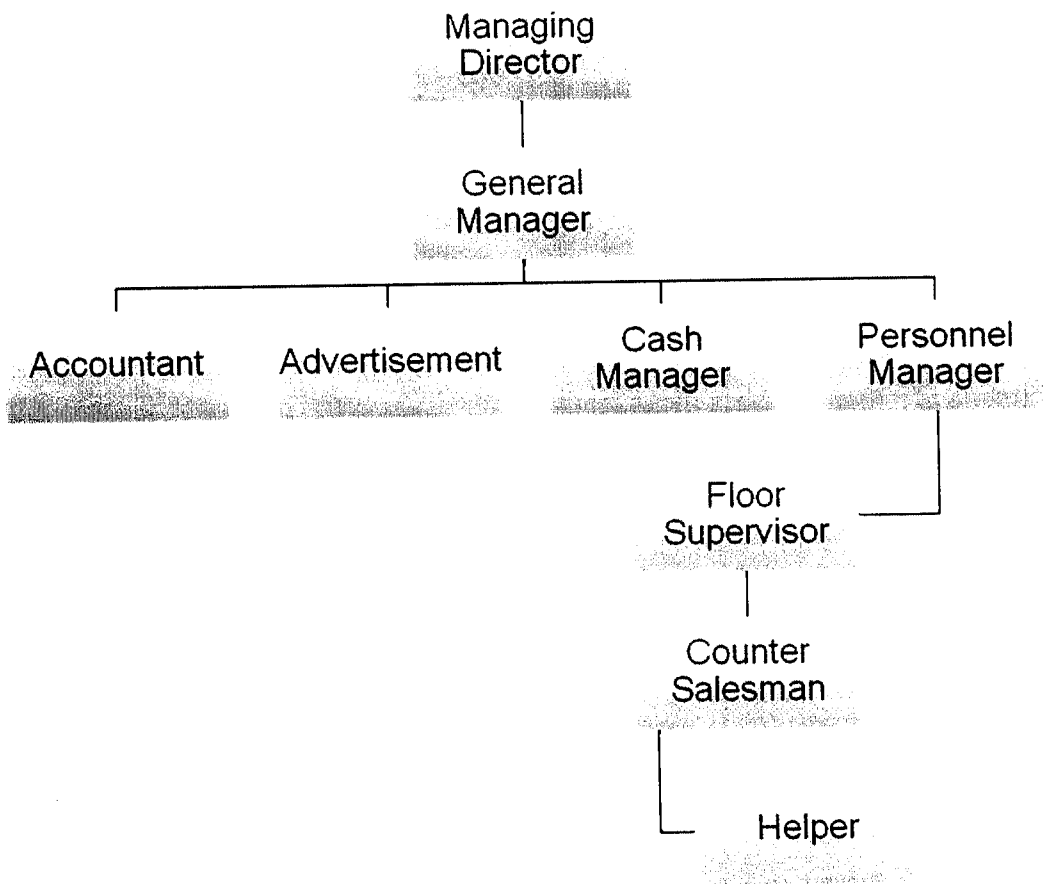 Managing
Director
General
Manager
Accountant
Advertisement
Cash
Manager
Personnel
Manager
Floor
Supervisor
Counter
Salesman
Helper